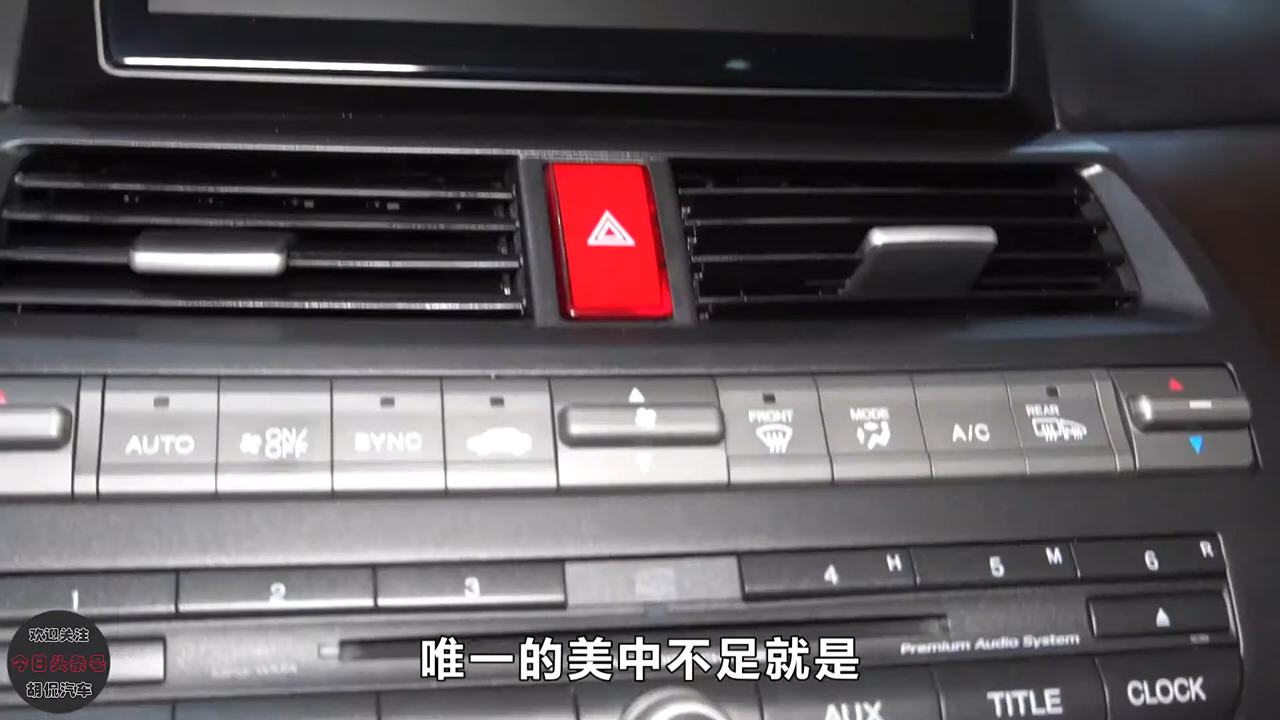 AUTO
SYNC
FRONT
MODE
A/C
REAR
1
2
3
4 H
5 M
6 R
Premium Audio System
AUX
TITLE
CLOCK
唯一的美中不足就是
欢迎关注
今日头条号
胡侃汽车